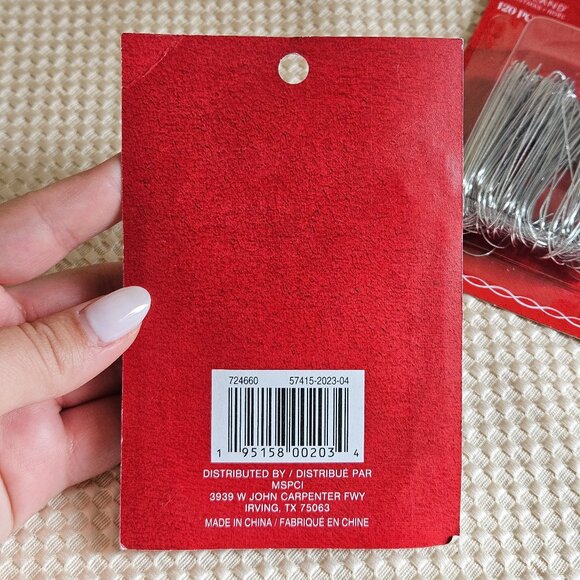 120 PC
724660 57415-2023-04
1 95158 00203 4
DISTRIBUTED BY / DISTRIBUÉ PAR
MSPCI
3939 W JOHN CARPENTER FWY
IRVING, TX 75063
MADE IN CHINA / FABRIQUÉ EN CHINE